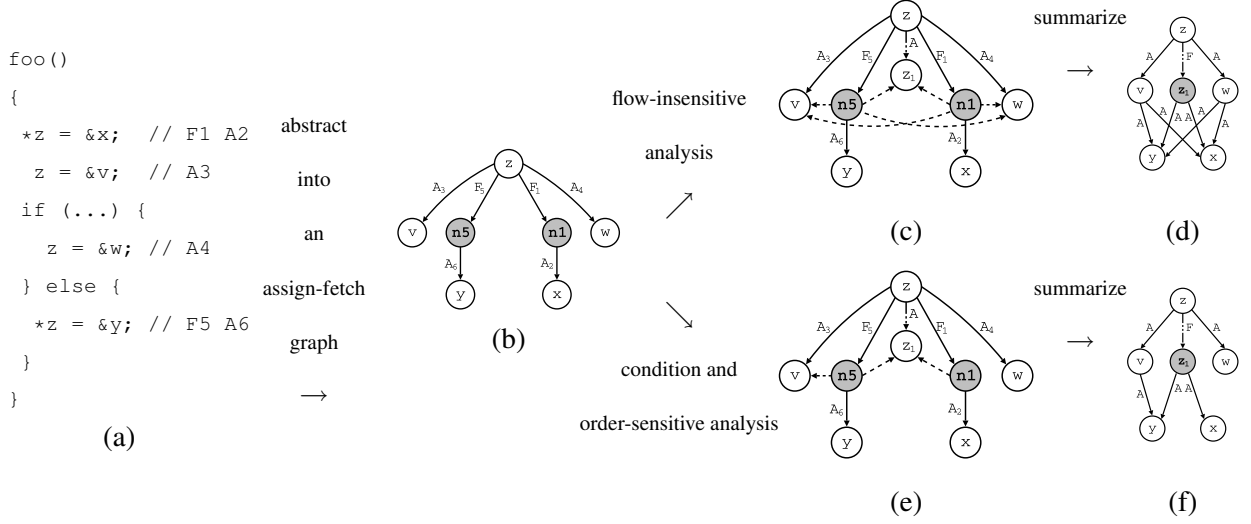 foo()
{
*z = &x; // F1 A2
z = &v; // A3
if (...) {
z = &w; // A4
} else {
*z = &y; // F5 A6
}
}
(a)
abstract
into
an
assign-fetch
graph
→
z
A3
F5
F1
A4
v
n5
n1
w
A6
A2
y
x
(b)
flow-insensitive
analysis
↗
↘
condition and
order-sensitive analysis
z
A
A3
F5
F1
A4
z1
v
n5
n1
w
A6
A2
y
x
(c)
summarize
→
z
A
F
A
v
z1
w
A
A
A
A
A
A
y
x
(d)
z
A
A3
F5
F1
A4
z1
v
n5
n1
w
A6
A2
y
x
(e)
summarize
→
z
A
F
A
v
z1
w
A
A
A
y
x
(f)